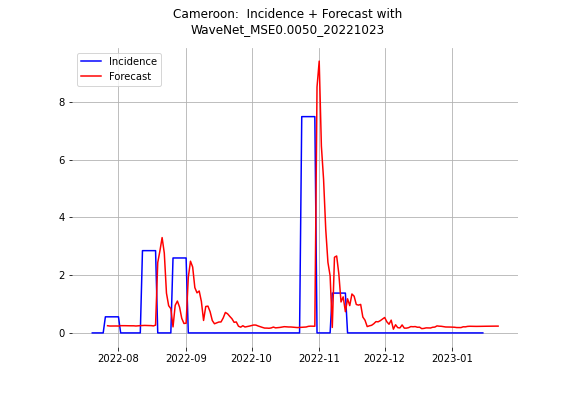 Cameroon:  Incidence + Forecast with
WaveNet_MSE0.0050_20221023
Incidence
Forecast
8
6
4
2
0
2022-08
2022-09
2022-10
2022-11
2022-12
2023-01